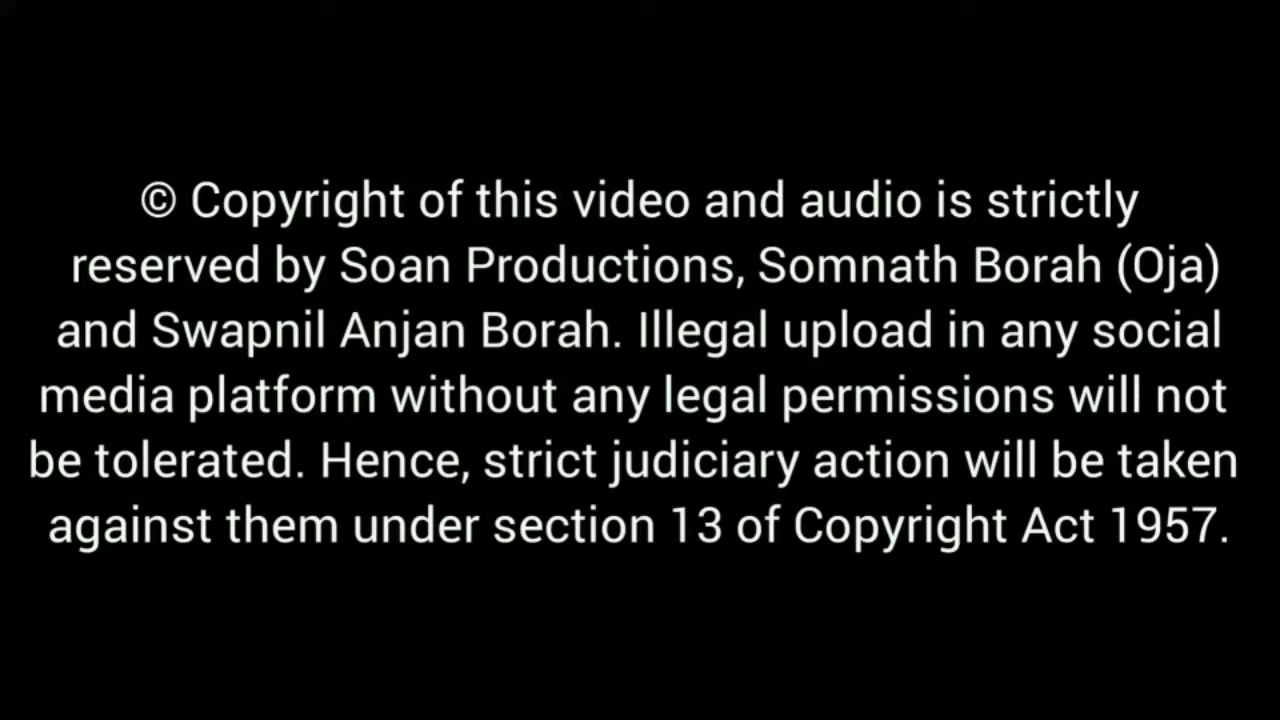 © Copyright of this video and audio is strictly
reserved by Soan Productions, Somnath Borah (Oja)
and Swapnil Anjan Borah. Illegal upload in any social
media platform without any legal permissions will not
be tolerated. Hence, strict judiciary action will be taken
against them under section 13 of Copyright Act 1957.